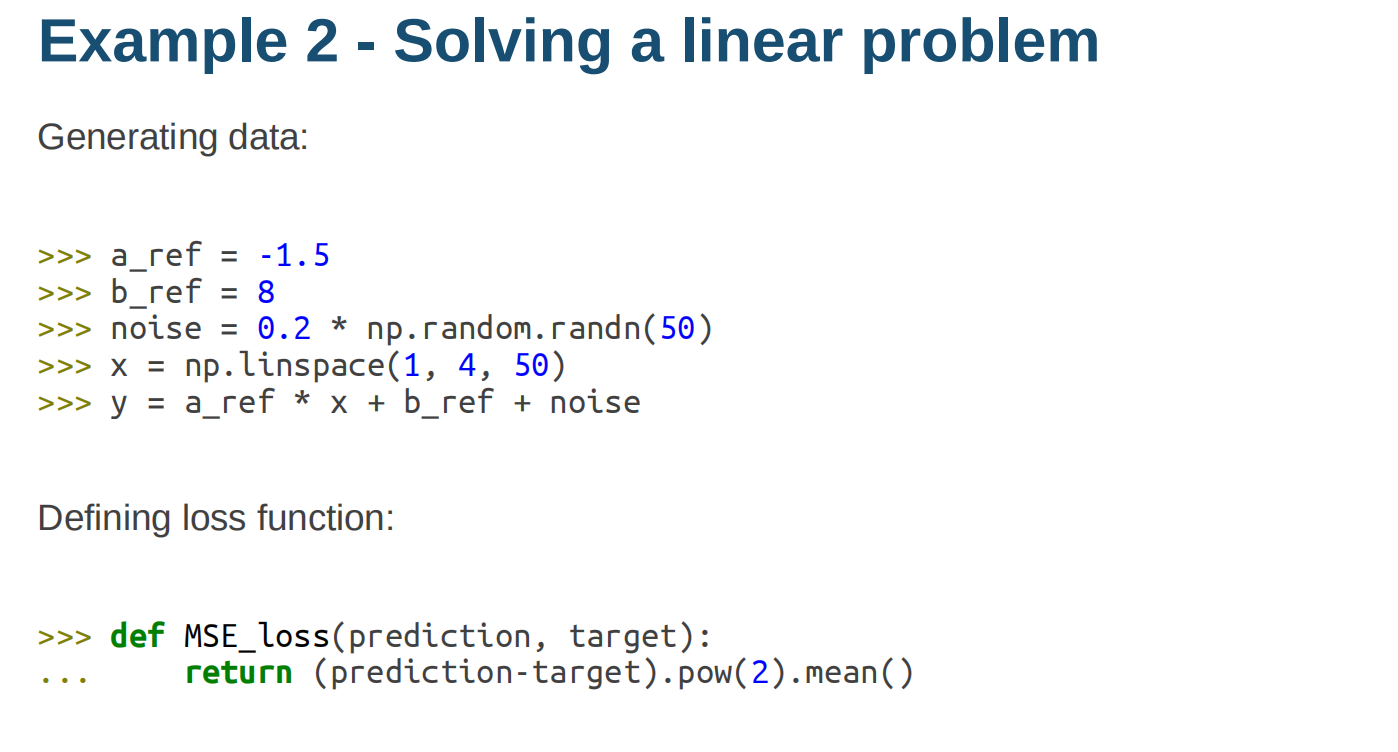 Example 2 - Solving a linear problem
Generating data:
>>> a_ref = -1.5
>>> b_ref = 8
>>> noise = 0.2 * np.random.randn(50)
>>> x = np.linspace(1, 4, 50)
>>> y = a_ref * x + b_ref + noise
Defining loss function:
>>> def MSE_loss(prediction, target):
...     return (prediction-target).pow(2).mean()